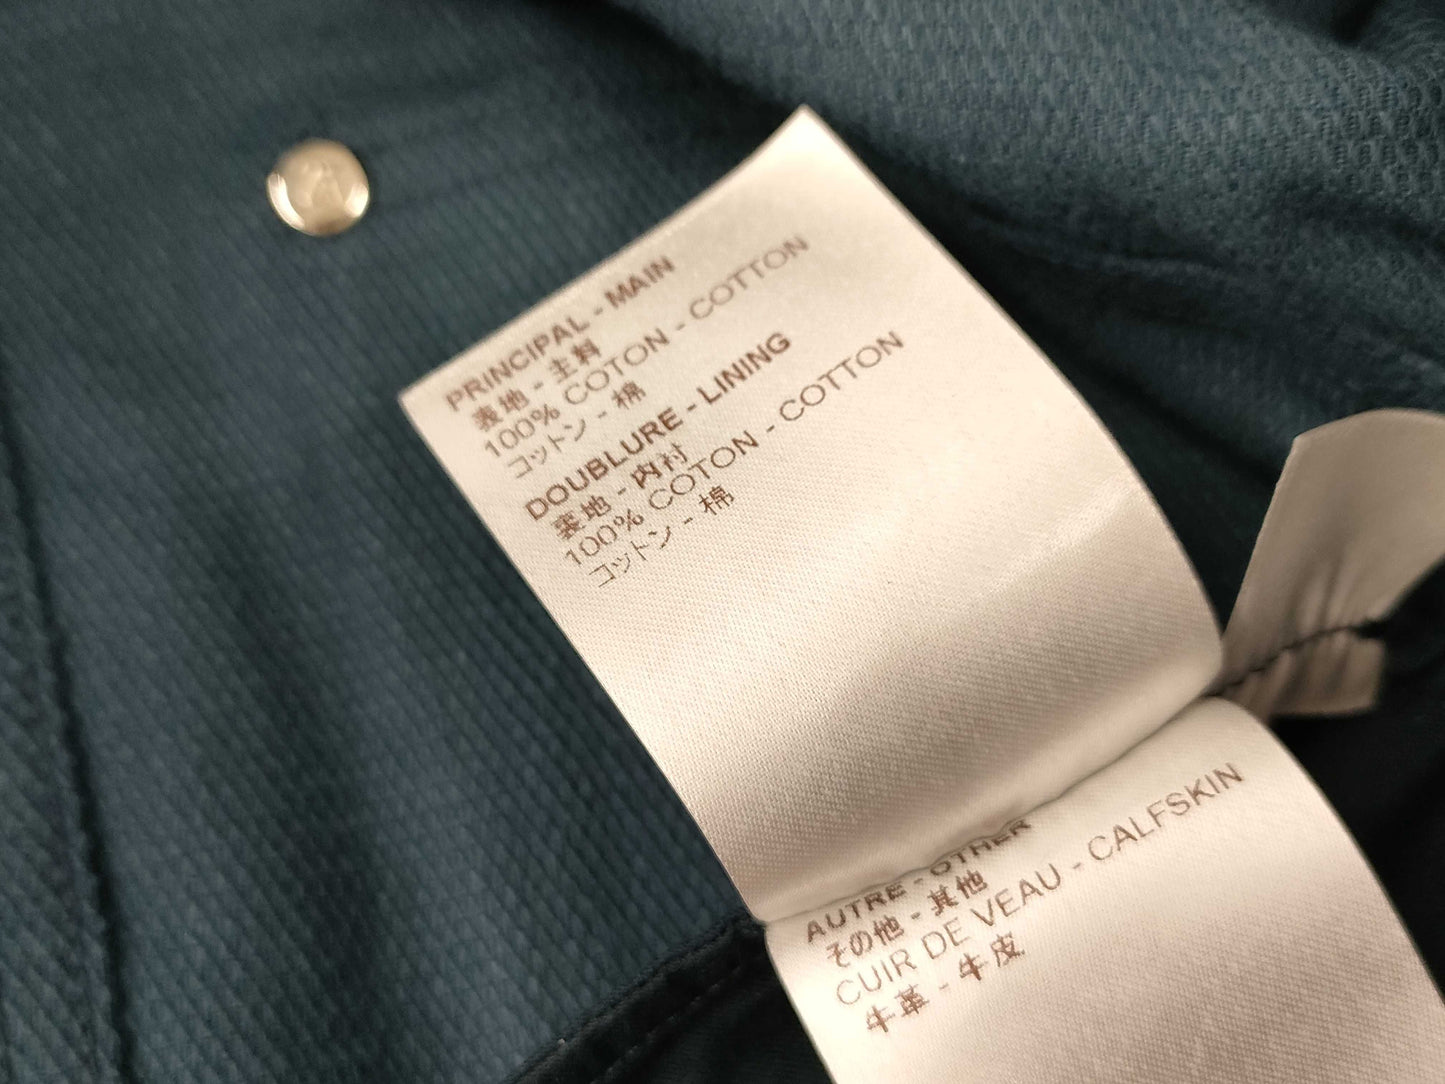 PRINCIPAL - MAIN
表地 - 主料
100% COTON - COTTON
コットン - 棉
DOUBLURE - LINING
裏地 - 内衬
100% COTON - COTTON
コットン - 棉
AUTRE - OTHER
その他 - 其他
CUIR DE VEAU - CALFSKIN
牛革 - 牛皮